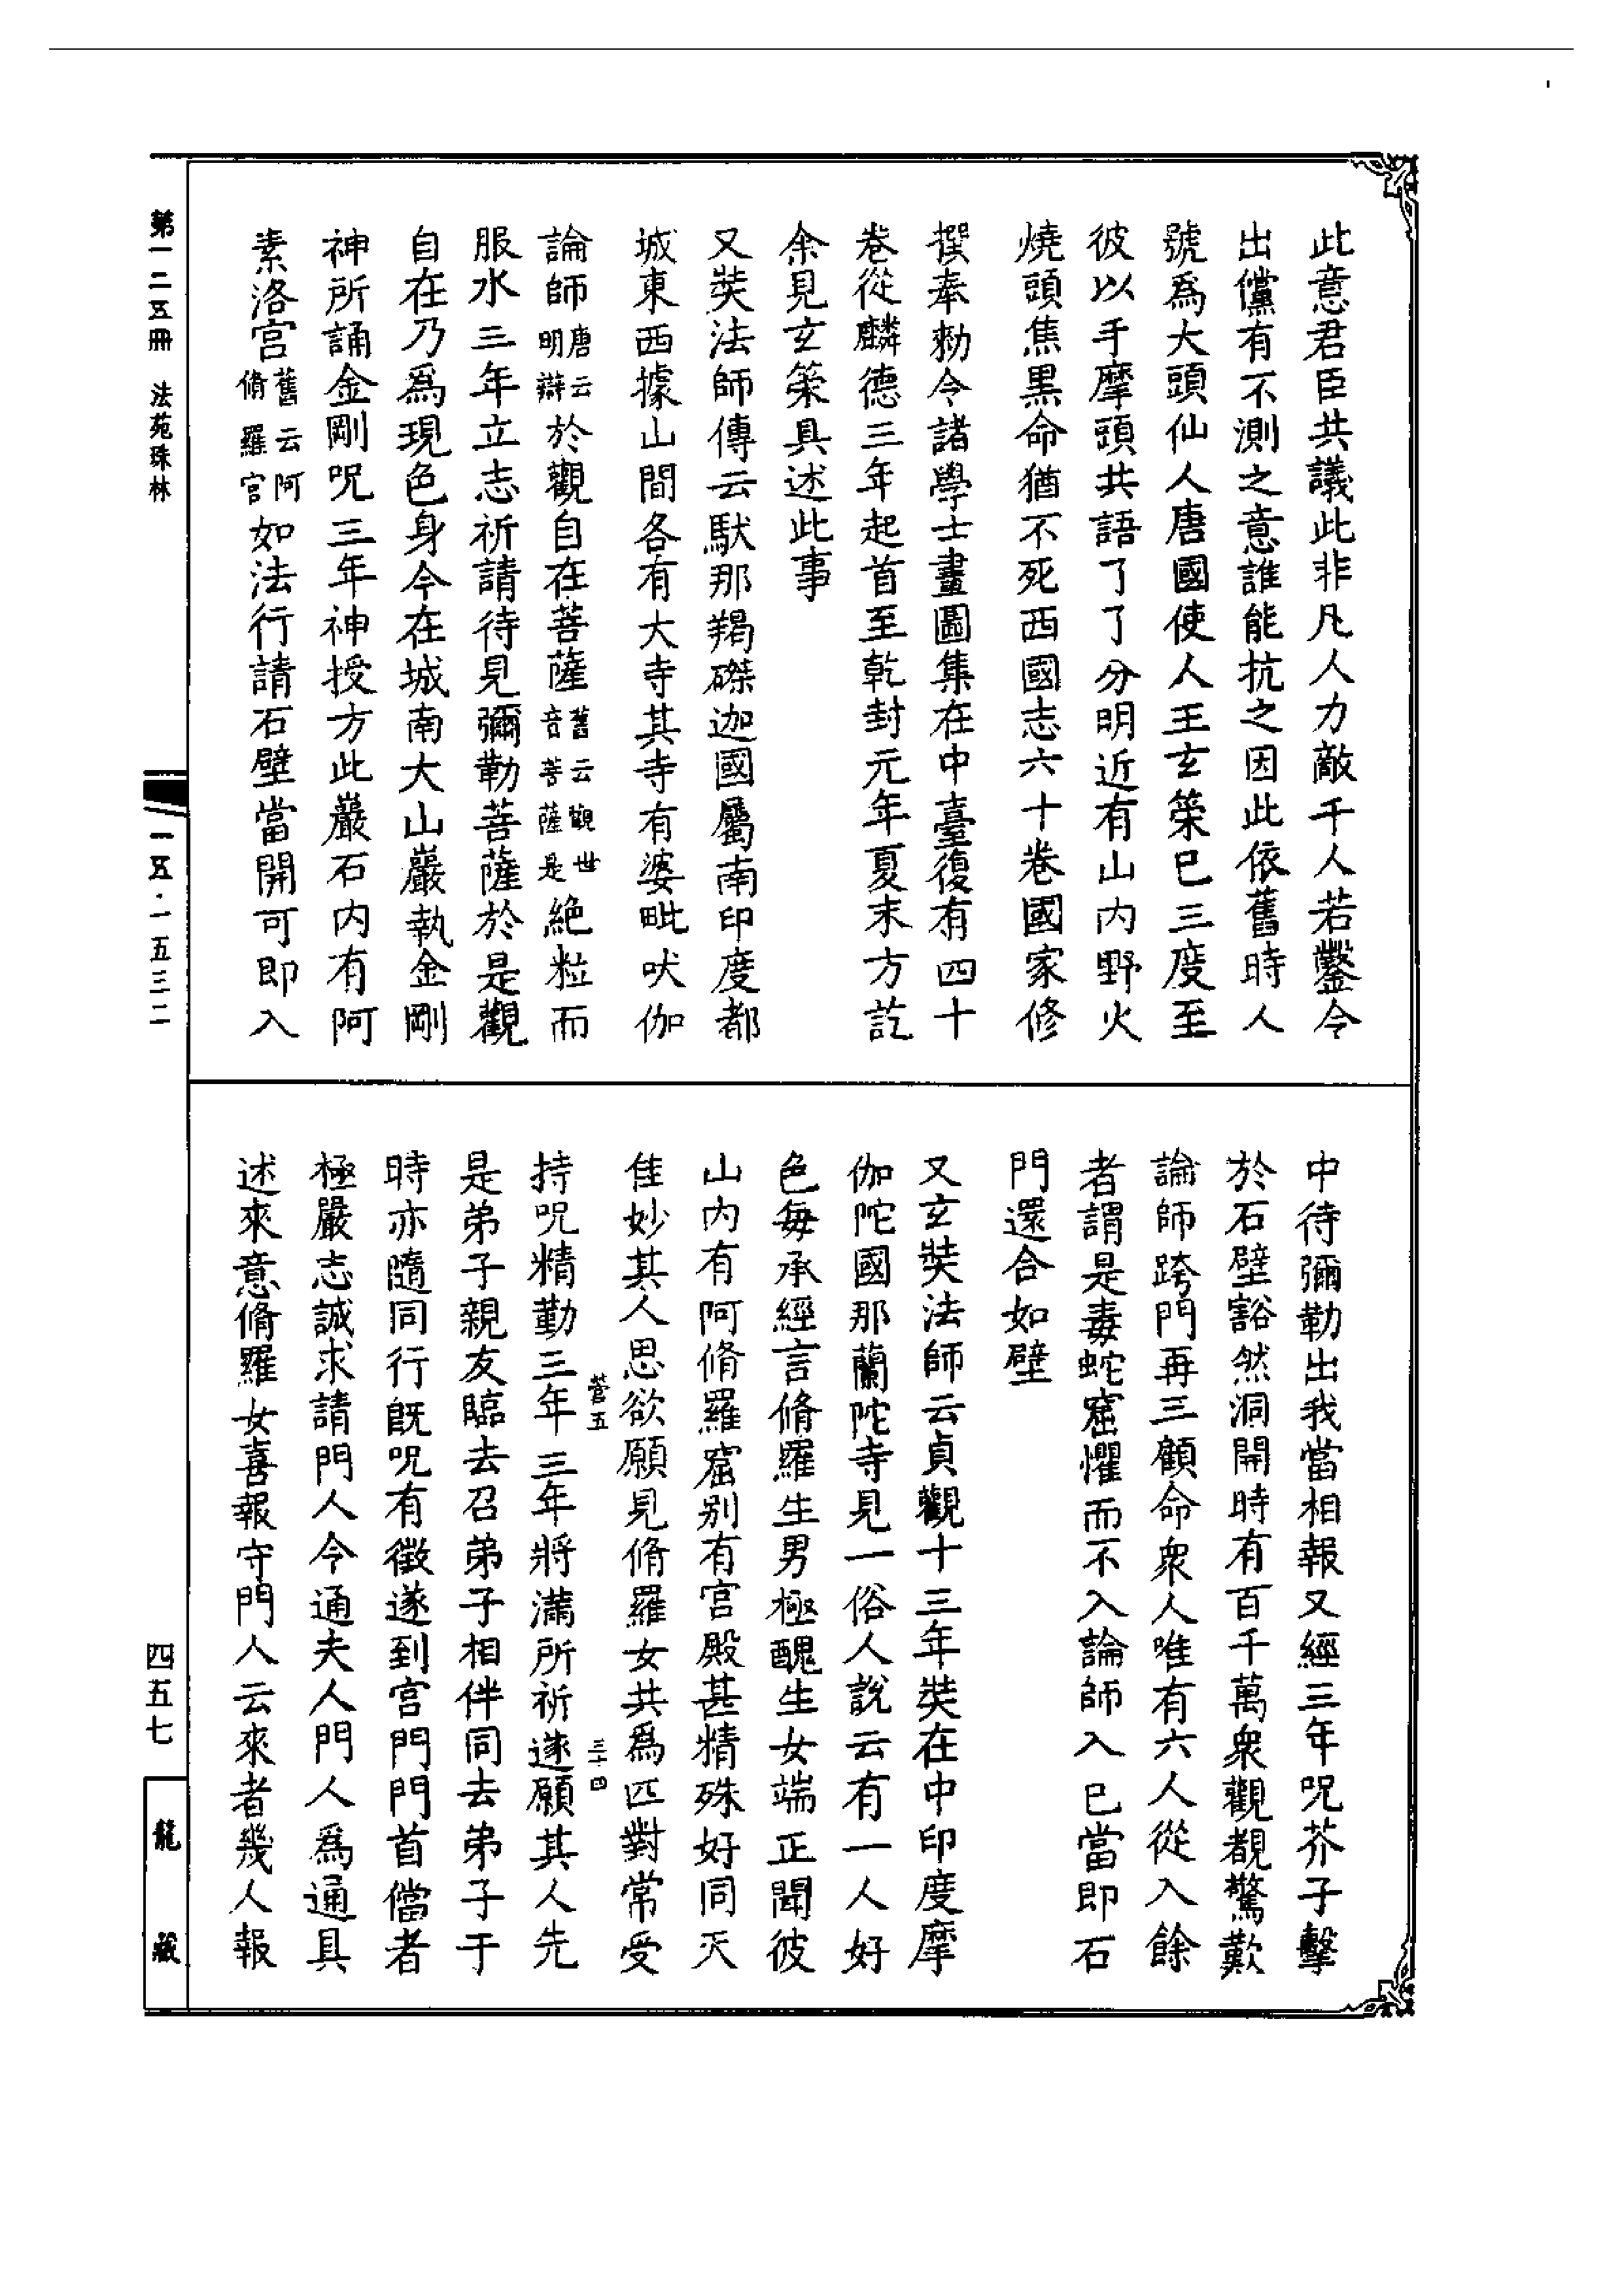 此意君臣共議此非凡人力敵千人若鑿令
出儻有不測之意誰能抗之因此依舊時人
號為大頭仙人唐國使人王玄策已三度至
彼以手摩頭共語了了分明近有山內野火
燒頭焦黑命猶不死西國志六十卷國家修
撰奉勑令諸學士畫圖集在中臺復有四十
卷從麟德三年起首至乾封元年夏末方訖
余見玄策具述此事
又奘法師傳云馱那羯磔迦國屬南印度都
城東西據山間各有大寺其寺有婆毗吠伽
論師唐云明辯於觀自在菩薩舊云觀世音菩薩是絕粒而
服水三年立志祈請待見彌勒菩薩於是觀
自在乃為現色身今在城南大山巖執金剛
神所誦金剛呪三年神授方此巖石內有阿
素洛宮舊云阿脩羅宮如法行請石壁當開可即入
中待彌勒出我當相報又經三年呪芥子擊
於石壁豁然洞開時有百千萬衆觀覩驚歎
論師跨門再三顧命衆人唯有六人從入餘
者謂是毒蛇窟懼而不入論師入已當即石
門還合如壁
又玄奘法師云貞觀十三年奘在中印度摩
伽陀國那蘭陀寺見一俗人說云有一人好
色每承經言脩羅生男極醜生女端正聞彼
山內有阿脩羅窟別有宮殿甚精殊好同天
佳妙其人思欲願見脩羅女共為匹對常受
持呪精勤三年三年將滿所祈遂願其人先
是弟子親友臨去召弟子相伴同去弟子于
時亦隨同行既呪有徵遂到宮門門首儅者
極嚴志誠求請門人令通夫人門人為通具
述來意脩羅女喜報守門人云來者幾人報
五
三十四
第一二五冊 法苑珠林
一五·一五三二
四五七
龍藏